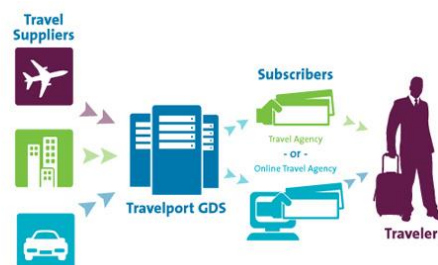 Travel
Suppliers
Subscribers
Travel Agency
- or -
Online Travel Agency
Travelport GDS
Traveler